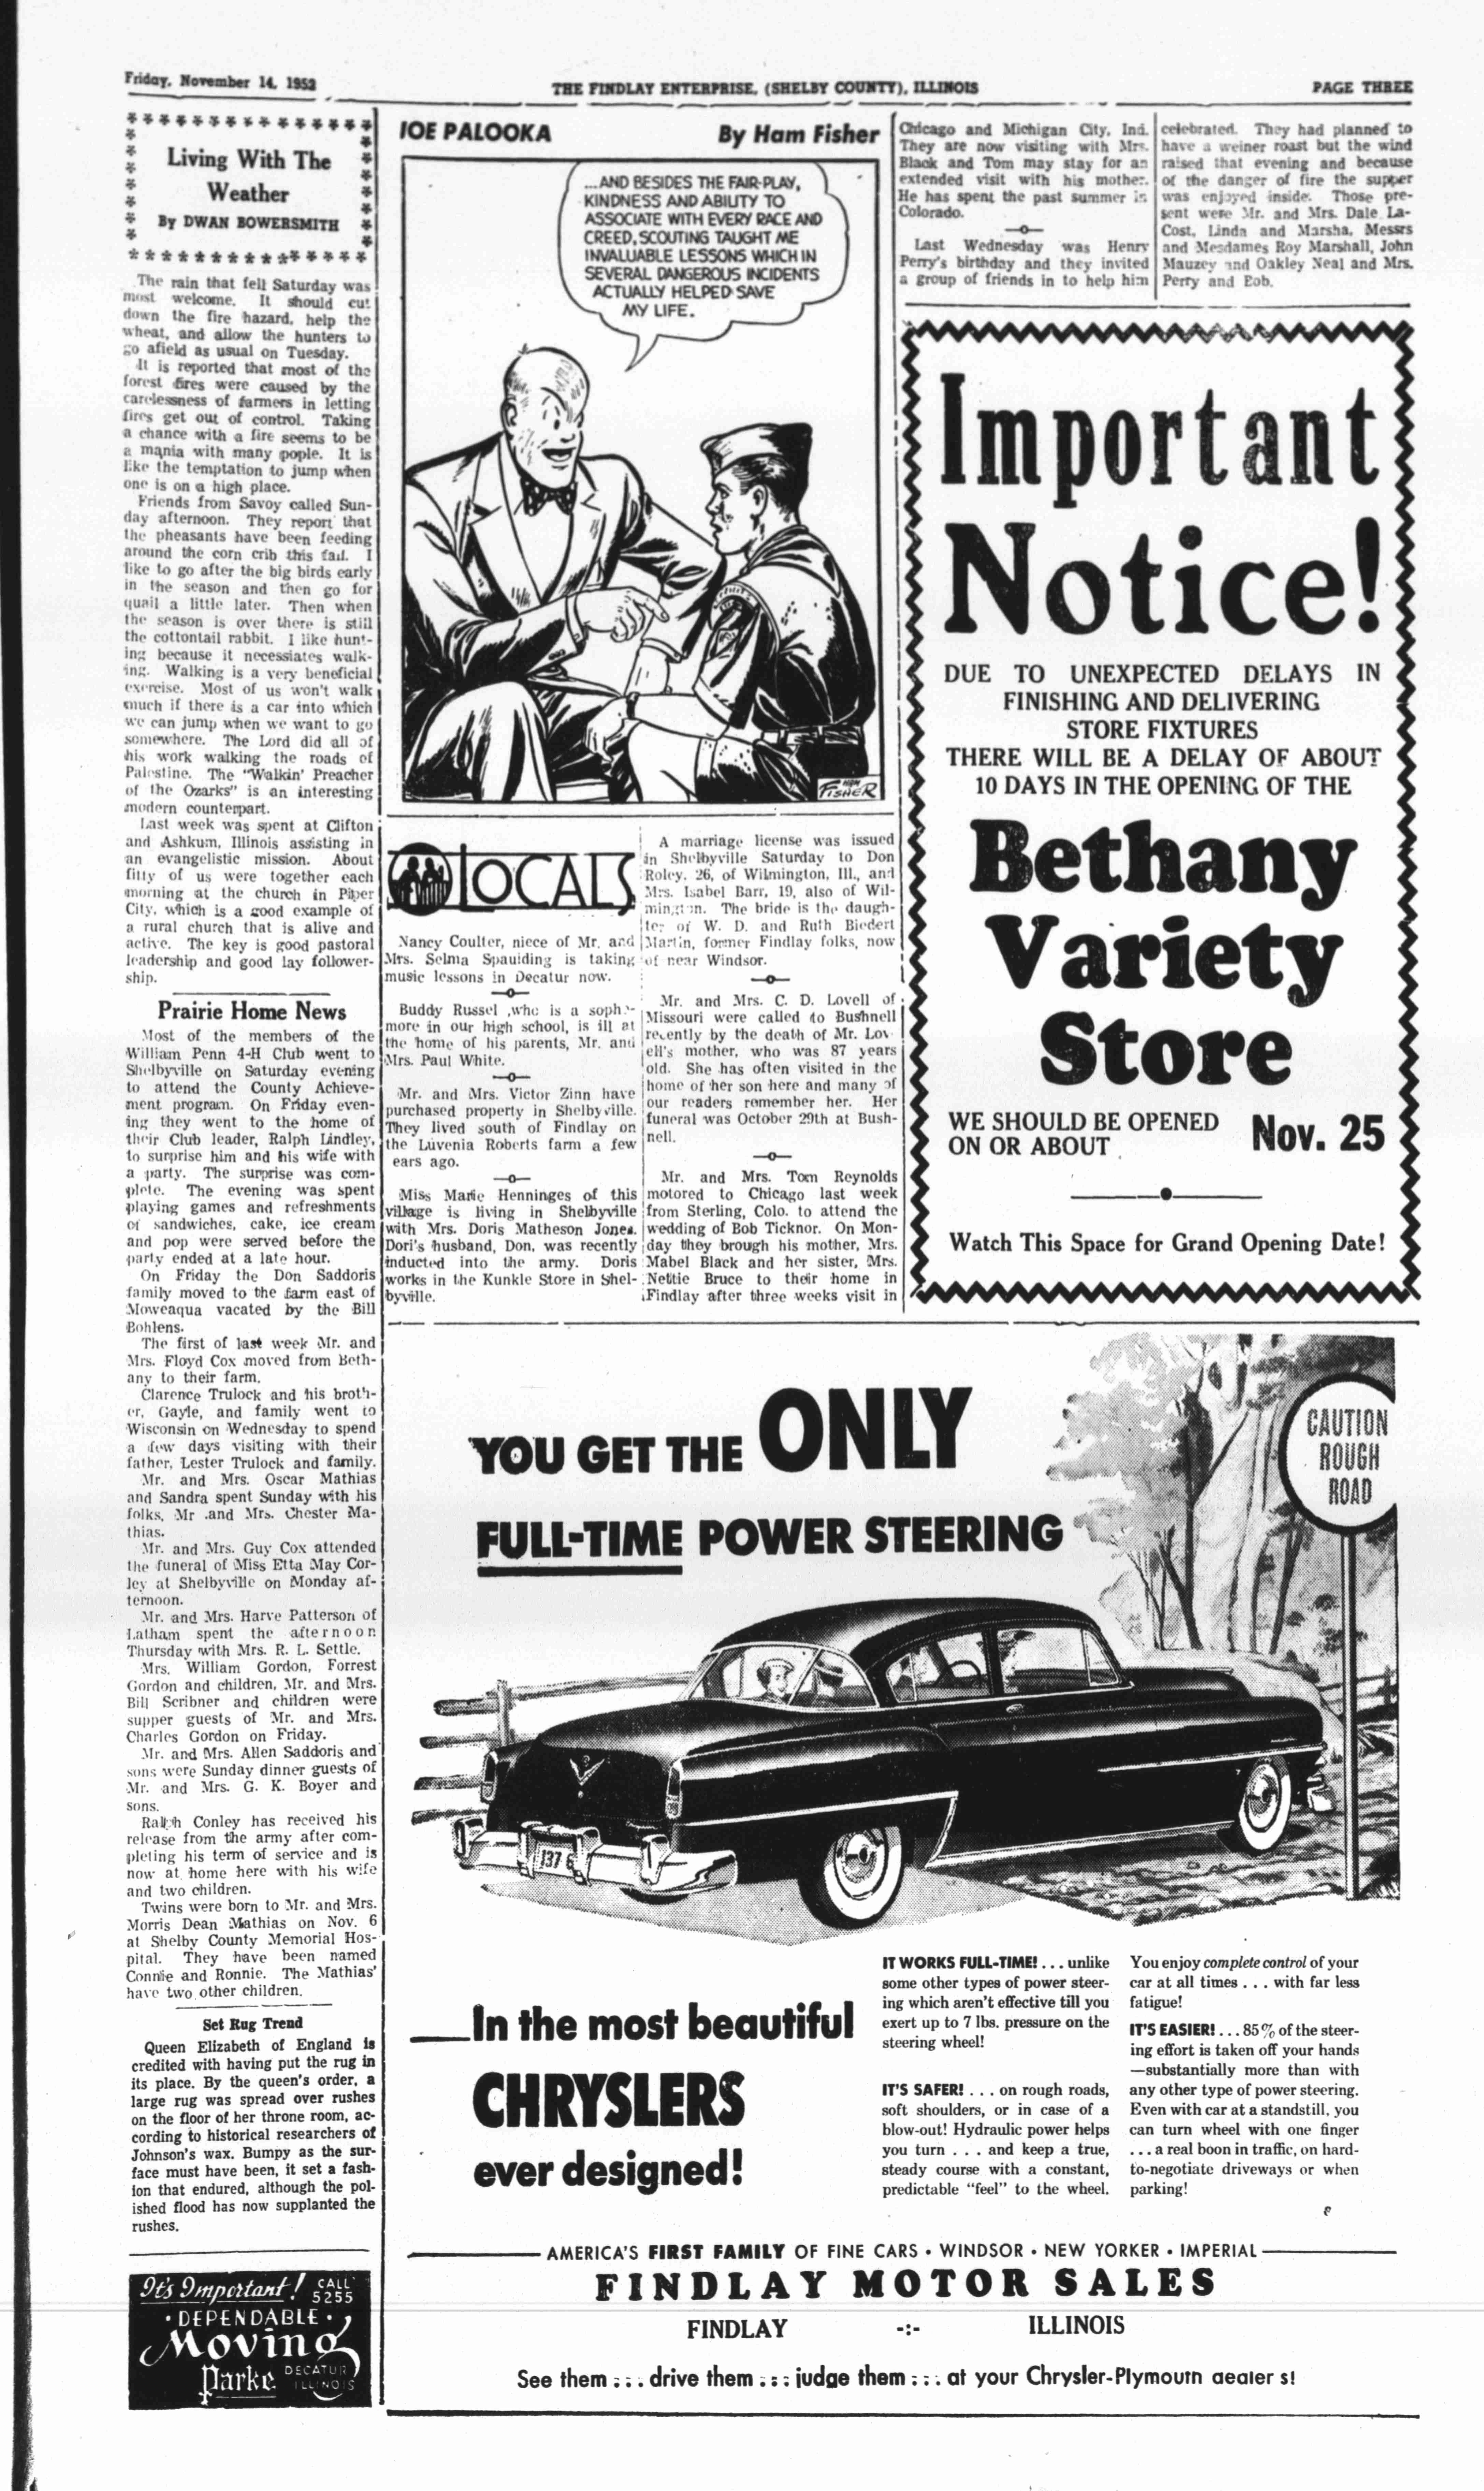 Friday, November 14, 1952
THE FINDLAY ENTERPRISE, (SHELBY COUNTY), ILLINOIS
PAGE THREE
Living With The
Weather
By DWAN BOWERSMITH
The rain that fell Saturday was
most welcome. It should cut
down the fire hazard, help the
wheat, and allow the hunters to
go afield as usual on Tuesday.
It is reported that most of the
forest fires were caused by the
carelessness of farmers in letting
fires get out of control. Taking
a chance with a fire seems to be
a mania with many pople. It is
like the temptation to jump when
one is on a high place.
Friends from Savoy called Sun-
day afternoon. They report that
the pheasants have been feeding
around the corn crib this fall. I
like to go after the big birds early
in the season and then go for
quail a little later. Then when
the season is over there is still
the cottontail rabbit. I like hunt-
ing because it necessiates walk-
ing. Walking is a very beneficial
exercise. Most of us won't walk
much if there is a car into which
we can jump when we want to go
somewhere. The Lord did all of
his work walking the roads of
Palestine. The "Walkin' Preacher
of the Ozarks" is an interesting
modern counterpart.
Last week was spent at Clifton
and Ashkum, Illinois assisting in
an evangelistic mission. About
fifty of us were together each
morning at the church in Piper
City, which is a good example of
a rural church that is alive and
active. The key is good pastoral
leadership and good lay follower-
ship.
Prairie Home News
Most of the members of the
William Penn 4-H Club went to
Shelbyville on Saturday evening
to attend the County Achieve-
ment program. On Friday even-
ing they went to the home of
their Club leader, Ralph Lindley,
to surprise him and his wife with
a party. The surprise was com-
plete. The evening was spent
playing games and refreshments
of sandwiches, cake, ice cream
and pop were served before the
party ended at a late hour.
On Friday the Don Saddoris
family moved to the farm east of
Moweaqua vacated by the Bill
Bohlens.
The first of last week Mr. and
Mrs. Floyd Cox moved from Beth-
any to their farm.
Clarence Trulock and his broth-
er, Gayle, and family went to
Wisconsin on Wednesday to spend
a few days visiting with their
father, Lester Trulock and family.
Mr. and Mrs. Oscar Mathias
and Sandra spent Sunday with his
folks, Mr .and Mrs. Chester Ma-
thias.
Mr. and Mrs. Guy Cox attended
the funeral of Miss Etta May Cor-
ley at Shelbyville on Monday af-
ternoon.
Mr. and Mrs. Harve Patterson of
Latham spent the afternoon
Thursday with Mrs. R. L. Settle.
Mrs. William Gordon, Forrest
Gordon and children, Mr. and Mrs.
Bill Scribner and children were
supper guests of Mr. and Mrs.
Charles Gordon on Friday.
Mr. and Mrs. Allen Saddoris and
sons were Sunday dinner guests of
Mr. and Mrs. G. K. Boyer and
sons.
Ralph Conley has received his
release from the army after com-
pleting his term of service and is
now at home here with his wife
and two children.
Twins were born to Mr. and Mrs.
Morris Dean Mathias on Nov. 6
at Shelby County Memorial Hos-
pital. They have been named
Connie and Ronnie. The Mathias'
have two other children.
Set Rug Trend
Queen Elizabeth of England is
credited with having put the rug in
its place. By the queen's order, a
large rug was spread over rushes
on the floor of her throne room, ac-
cording to historical researchers of
Johnson's wax. Bumpy as the sur-
face must have been, it set a fash-
ion that endured, although the pol-
ished flood has now supplanted the
rushes.
It's Important!
CALL
5255
• DEPENDABLE •
Moving
Parke
DECATUR
ILLINOIS
JOE PALOOKA
By Ham Fisher
...AND BESIDES THE FAIR-PLAY,
KINDNESS AND ABILITY TO
ASSOCIATE WITH EVERY RACE AND
CREED, SCOUTING TAUGHT ME
INVALUABLE LESSONS WHICH IN
SEVERAL DANGEROUS INCIDENTS
ACTUALLY HELPED SAVE
MY LIFE.
HAM
FISHER
LOCALS
Nancy Coulter, niece of Mr. and
Mrs. Selma Spaulding is taking
music lessons in Decatur now.
Buddy Russel ,who is a sopho-
more in our high school, is ill at
the home of his parents, Mr. and
Mrs. Paul White.
Mr. and Mrs. Victor Zinn have
purchased property in Shelbyville.
They lived south of Findlay on
the Luvenia Roberts farm a few
ears ago.
Miss Marie Henninges of this
village is living in Shelbyville
with Mrs. Doris Matheson Jones.
Dori's husband, Don, was recently
inducted into the army. Doris
works in the Kunkle Store in Shel-
byville.
A marriage license was issued
in Shelbyville Saturday to Don
Roley, 26, of Wilmington, Ill., and
Mrs. Isabel Barr, 19, also of Wil-
mington. The bride is the daugh-
ter of W. D. and Ruth Biedert
Martin, former Findlay folks, now
of near Windsor.
Mr. and Mrs. C. D. Lovell of
Missouri were called to Bushnell
recently by the death of Mr. Lov-
ell's mother, who was 87 years
old. She has often visited in the
home of her son here and many of
our readers remember her. Her
funeral was October 29th at Bush-
nell.
Mr. and Mrs. Tom Reynolds
motored to Chicago last week
from Sterling, Colo. to attend the
wedding of Bob Ticknor. On Mon-
day they brough his mother, Mrs.
Mabel Black and her sister, Mrs.
Nettie Bruce to their home in
Findlay after three weeks visit in
Chicago and Michigan City, Ind.
They are now visiting with Mrs.
Black and Tom may stay for an
extended visit with his mother.
He has spent the past summer in
Colorado.
Last Wednesday was Henry
Perry's birthday and they invited
a group of friends in to help him
celebrated. They had planned to
have a weiner roast but the wind
raised that evening and because
of the danger of fire the supper
was enjoyed inside. Those pre-
sent were Mr. and Mrs. Dale La-
Cost, Linda and Marsha, Messrs
and Mesdames Roy Marshall, John
Mauzey and Oakley Neal and Mrs.
Perry and Bob.
Important
Notice!
DUE TO UNEXPECTED DELAYS IN
FINISHING AND DELIVERING
STORE FIXTURES
THERE WILL BE A DELAY OF ABOUT
10 DAYS IN THE OPENING OF THE
Bethany
Variety
Store
WE SHOULD BE OPENED
ON OR ABOUT
Nov. 25
Watch This Space for Grand Opening Date!
YOU GET THE ONLY
FULL-TIME POWER STEERING
CAUTION
ROUGH
ROAD
137 6
In the most beautiful
CHRYSLERS
ever designed!
IT WORKS FULL-TIME! . . . unlike
some other types of power steer-
ing which aren't effective till you
exert up to 7 lbs. pressure on the
steering wheel!
IT'S SAFER! . . . on rough roads,
soft shoulders, or in case of a
blow-out! Hydraulic power helps
you turn . . . and keep a true,
steady course with a constant,
predictable "feel" to the wheel.
You enjoy complete control of your
car at all times . . . with far less
fatigue!
IT'S EASIER! . . . 85% of the steer-
ing effort is taken off your hands
—substantially more than with
any other type of power steering.
Even with car at a standstill, you
can turn wheel with one finger
. . . a real boon in traffic, on hard-
to-negotiate driveways or when
parking!
AMERICA'S FIRST FAMILY OF FINE CARS • WINDSOR • NEW YORKER • IMPERIAL
FINDLAY MOTOR SALES
FINDLAY -:- ILLINOIS
See them . . . drive them . . . judge them . . . at your Chrysler-Plymouth dealer s!